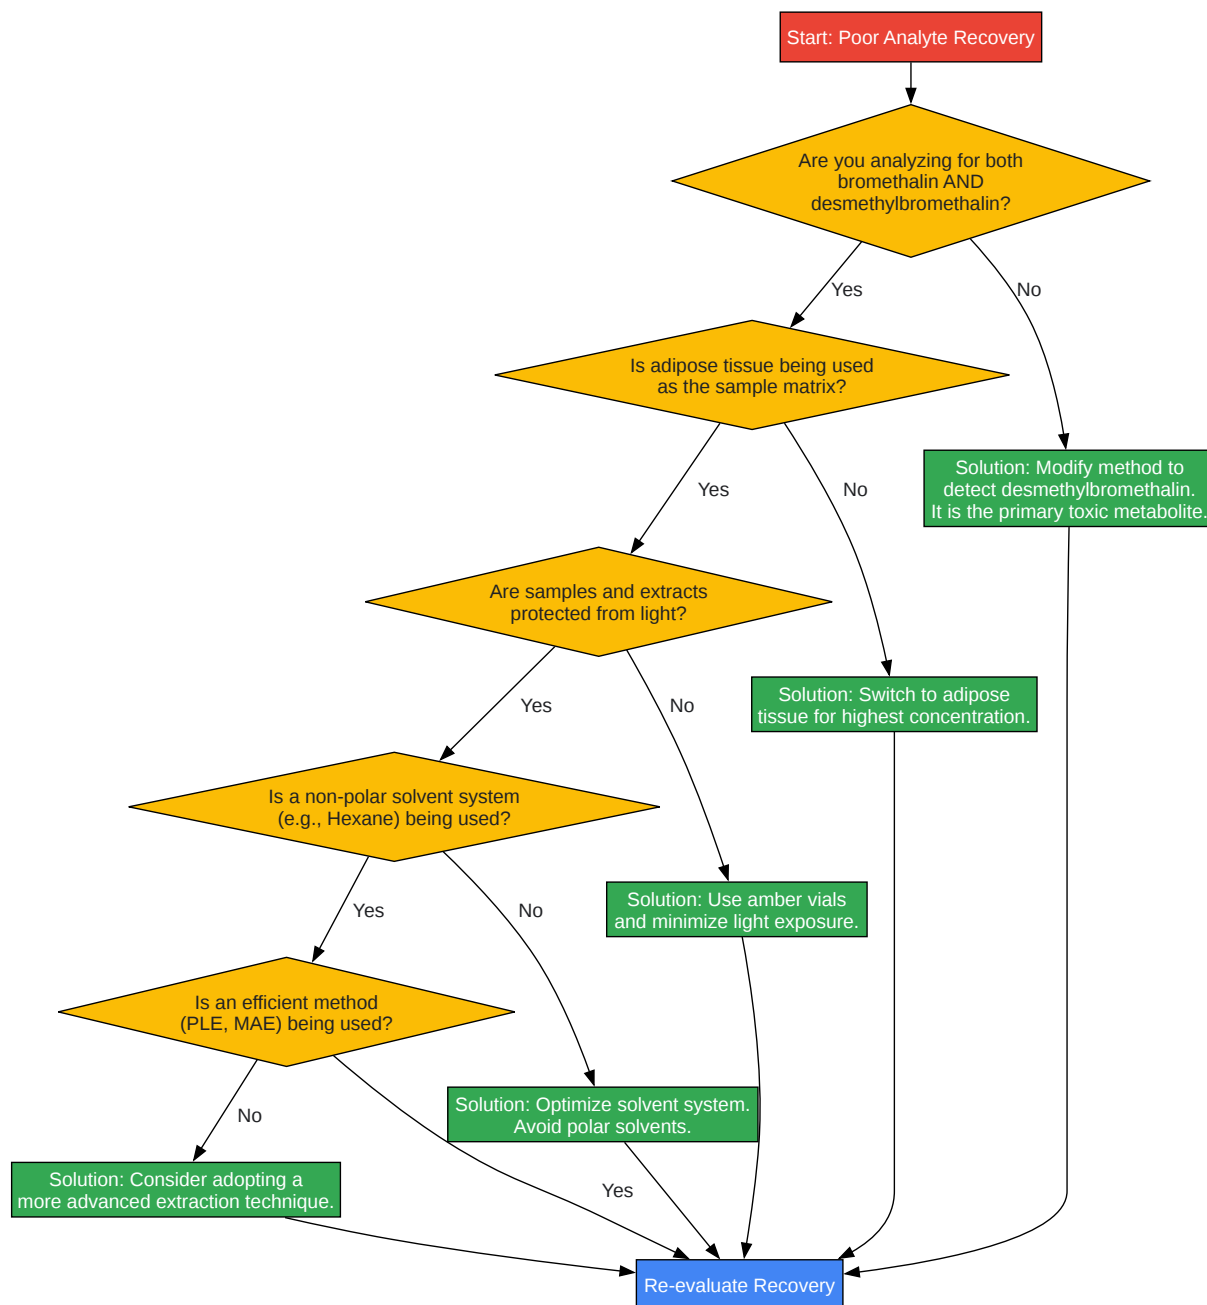 Start: Poor Analyte Recovery
Are you analyzing for both
bromethalin AND
desmethylbromethalin?
Yes
No
Is adipose tissue being used
as the sample matrix?
Yes
No
Solution: Modify method to
detect desmethylbromethalin.
It is the primary toxic metabolite.
Are samples and extracts
protected from light?
Yes
No
Solution: Switch to adipose
tissue for highest concentration.
Is a non-polar solvent system
(e.g., Hexane) being used?
Yes
No
Solution: Use amber vials
and minimize light exposure.
Is an efficient method
(PLE, MAE) being used?
No
Yes
Solution: Optimize solvent system.
Avoid polar solvents.
Solution: Consider adopting a
more advanced extraction technique.
Re-evaluate Recovery